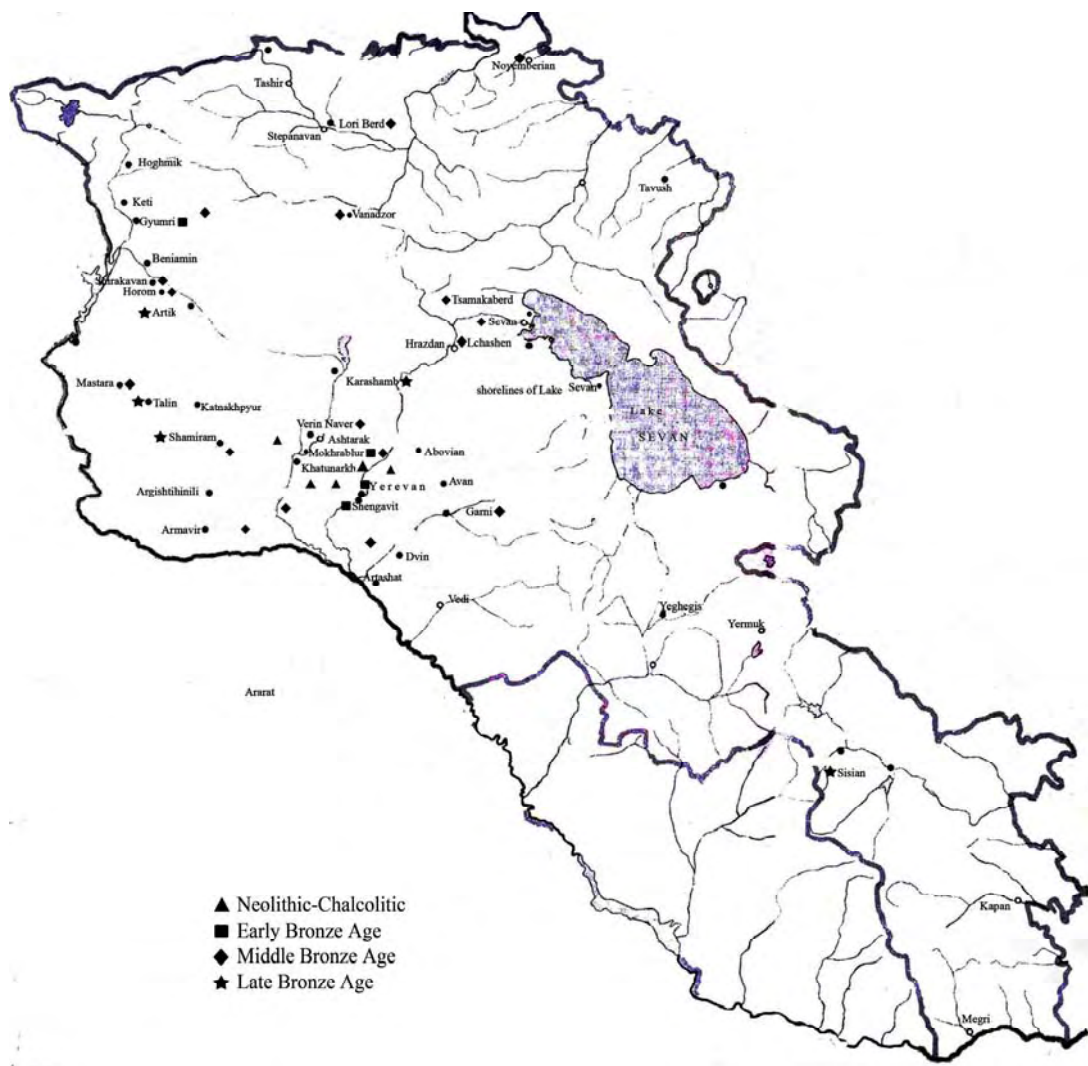 Noyemberian
Tashir
Lori Berd
Stepanavan
Hoghmik
Tavush
Keti
Gyumri
Vanadzor
Beniamin
Shirakavan
Horom
Tsamakaberd
Artik
Sevan
Hrazdan
Lchashen
Karashamb
Mastara
shorelines of Lake
Sevan
Talin
Katnakhpyur
Lake
SEVAN
Verin Naver
Shamiram
Ashtarak
Mokhrablur
Abovian
Khatunarkh
Yerevan
Avan
Argishtihinili
Shengavit
Garni
Armavir
Dvin
Artashat
Vedi
Yeghegis
Yermuk
Ararat
Sisian
Neolithic-Chalcolitic
Early Bronze Age
Kapan
Middle Bronze Age
Late Bronze Age
Megri